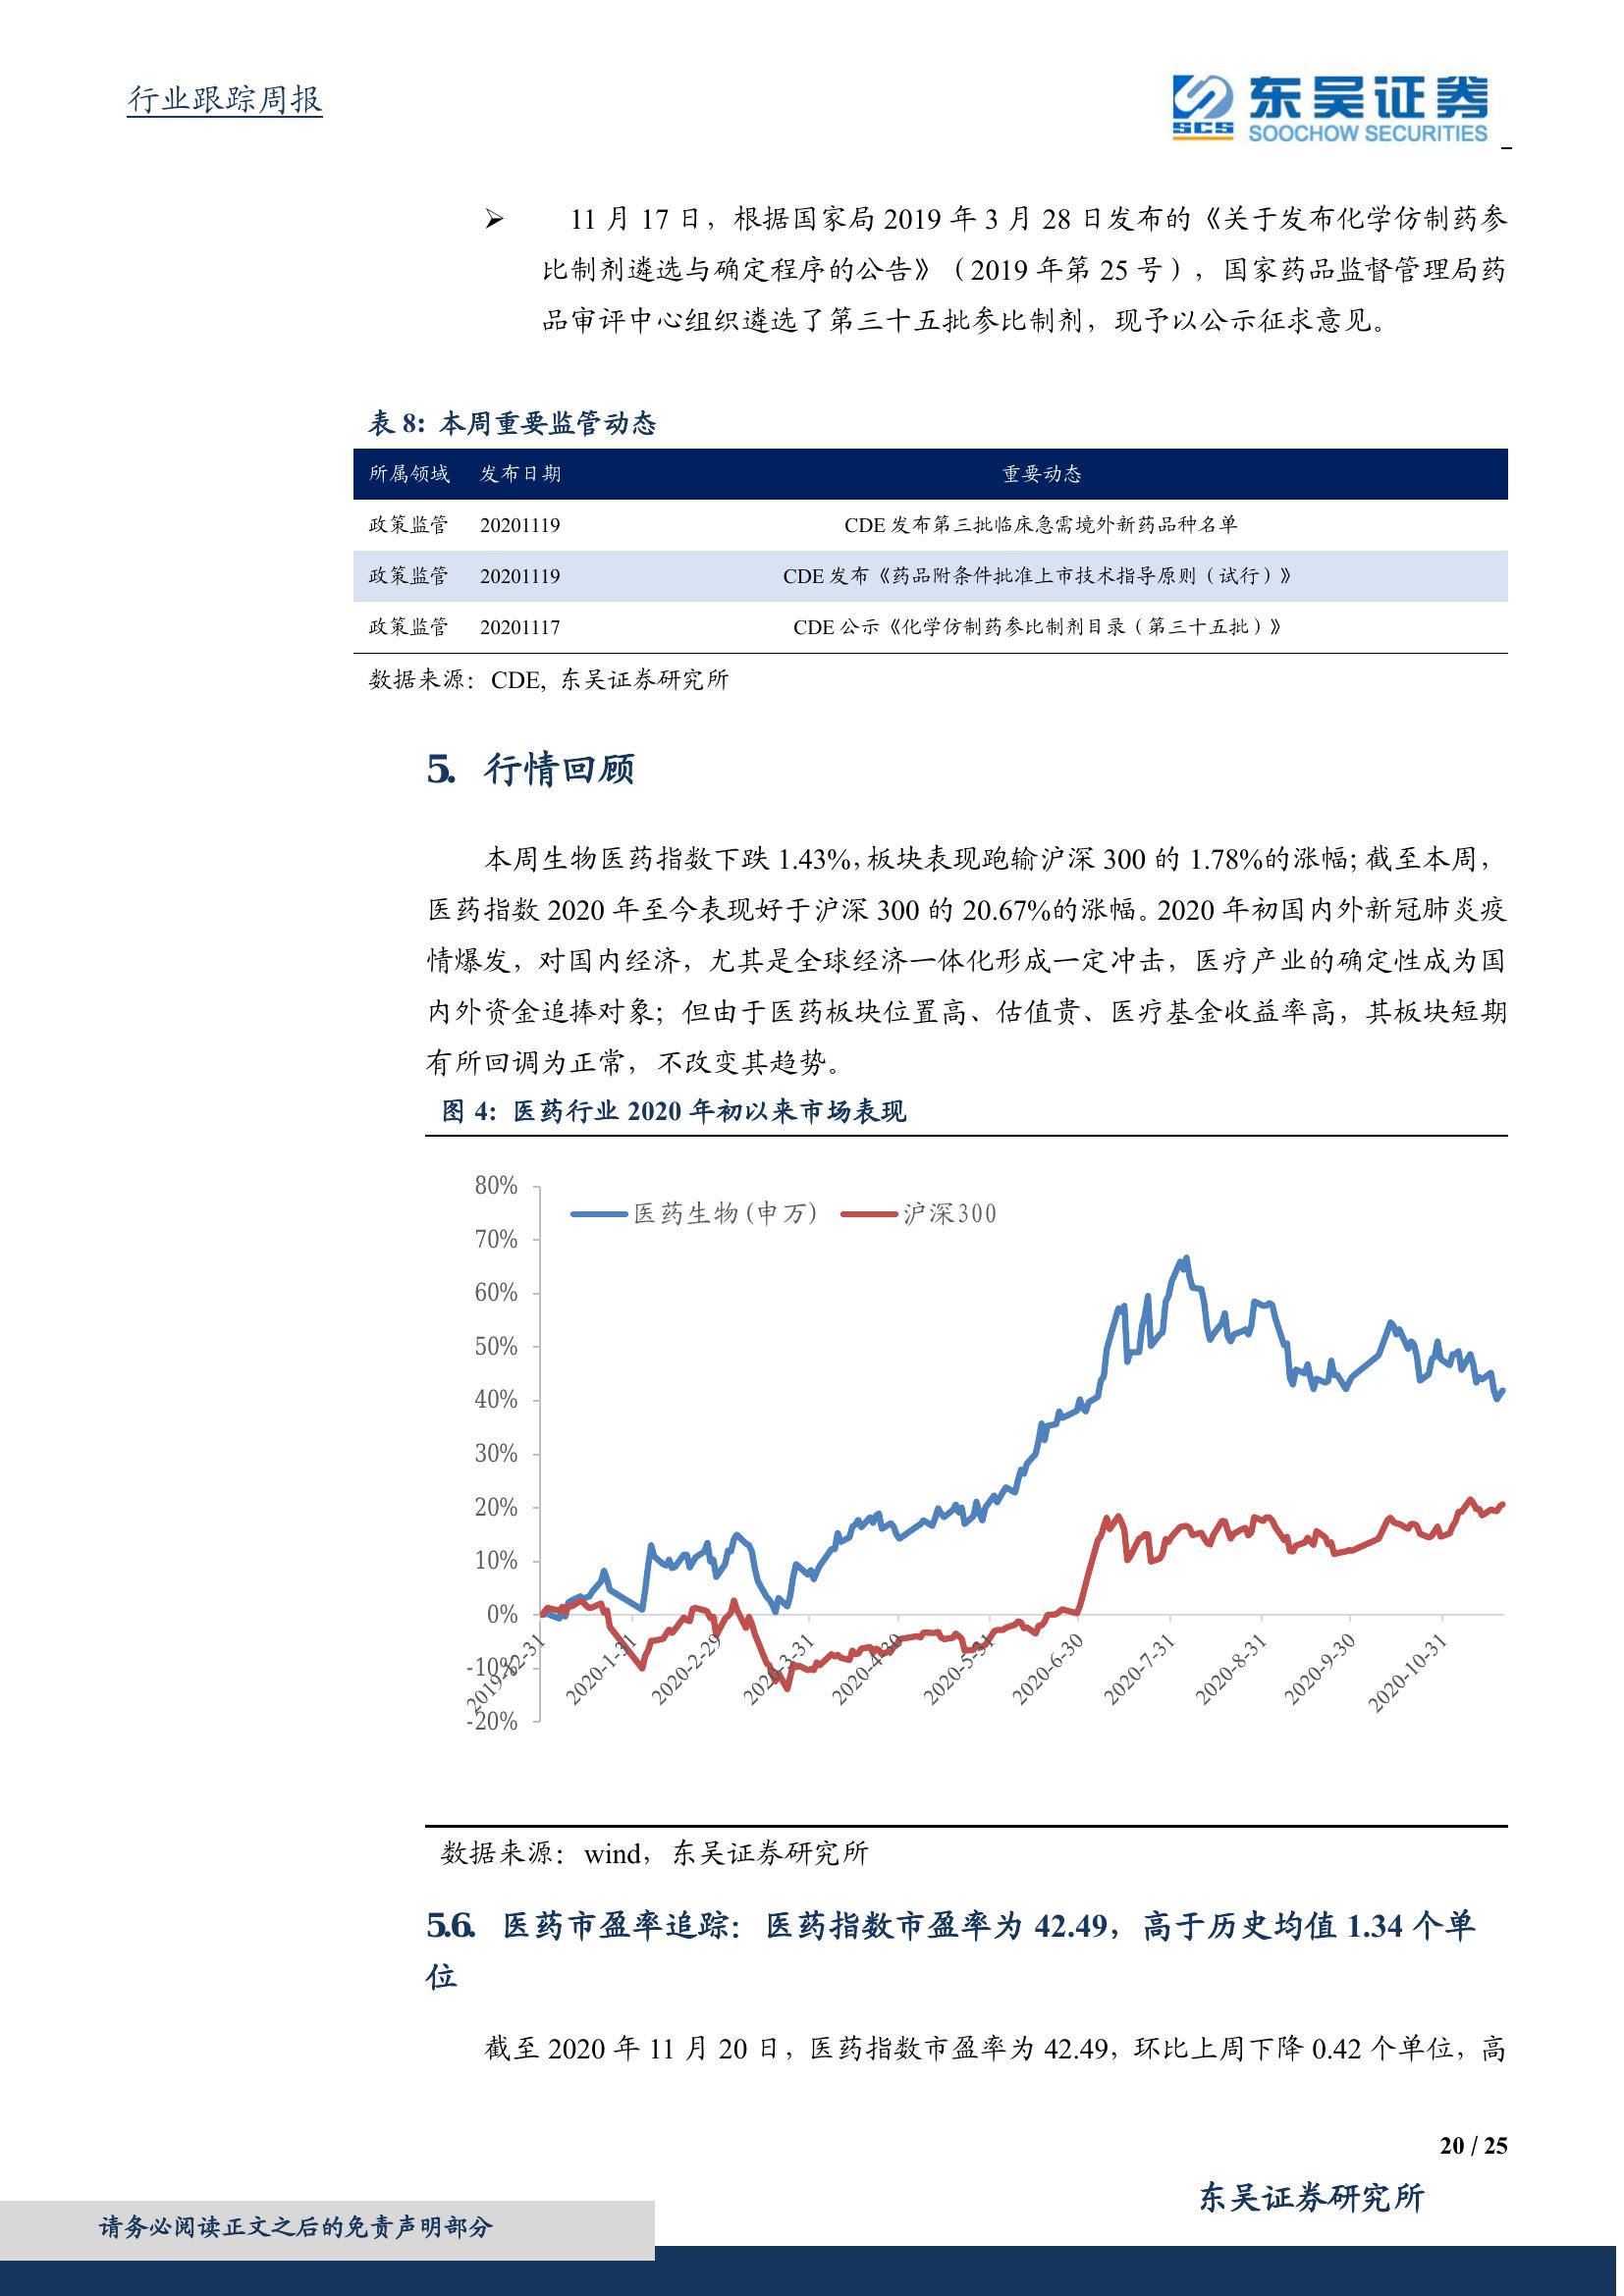 行业跟踪周报
SCS 东吴证券
SOOCHOW SECURITIES
➢ 11 月 17 日，根据国家局 2019 年 3 月 28 日发布的《关于发布化学仿制药参
比制剂遴选与确定程序的公告》（2019 年第 25 号），国家药品监督管理局药
品审评中心组织遴选了第三十五批参比制剂，现予以公示征求意见。
表 8：本周重要监管动态
所属领域 发布日期 重要动态
政策监管 20201119 CDE 发布第三批临床急需境外新药品种名单
政策监管 20201119 CDE 发布《药品附条件批准上市技术指导原则（试行）》
政策监管 20201117 CDE 公示《化学仿制药参比制剂目录（第三十五批）》
数据来源：CDE, 东吴证券研究所
5. 行情回顾
本周生物医药指数下跌 1.43%，板块表现跑输沪深 300 的 1.78%的涨幅；截至本周，
医药指数 2020 年至今表现好于沪深 300 的 20.67%的涨幅。2020 年初国内外新冠肺炎疫
情爆发，对国内经济，尤其是全球经济一体化形成一定冲击，医疗产业的确定性成为国
内外资金追捧对象；但由于医药板块位置高、估值贵、医疗基金收益率高，其板块短期
有所回调为正常，不改变其趋势。
图 4：医药行业 2020 年初以来市场表现
医药生物(申万) 沪深300
80%
70%
60%
50%
40%
30%
20%
10%
0%
-10%
-20%
2019-12-31 2020-1-31 2020-2-29 2020-3-31 2020-4-30 2020-5-31 2020-6-30 2020-7-31 2020-8-31 2020-9-30 2020-10-31
数据来源：wind，东吴证券研究所
5.6. 医药市盈率追踪：医药指数市盈率为 42.49，高于历史均值 1.34 个单
位
截至 2020 年 11 月 20 日，医药指数市盈率为 42.49，环比上周下降 0.42 个单位，高
20 / 25
东吴证券研究所
请务必阅读正文之后的免责声明部分